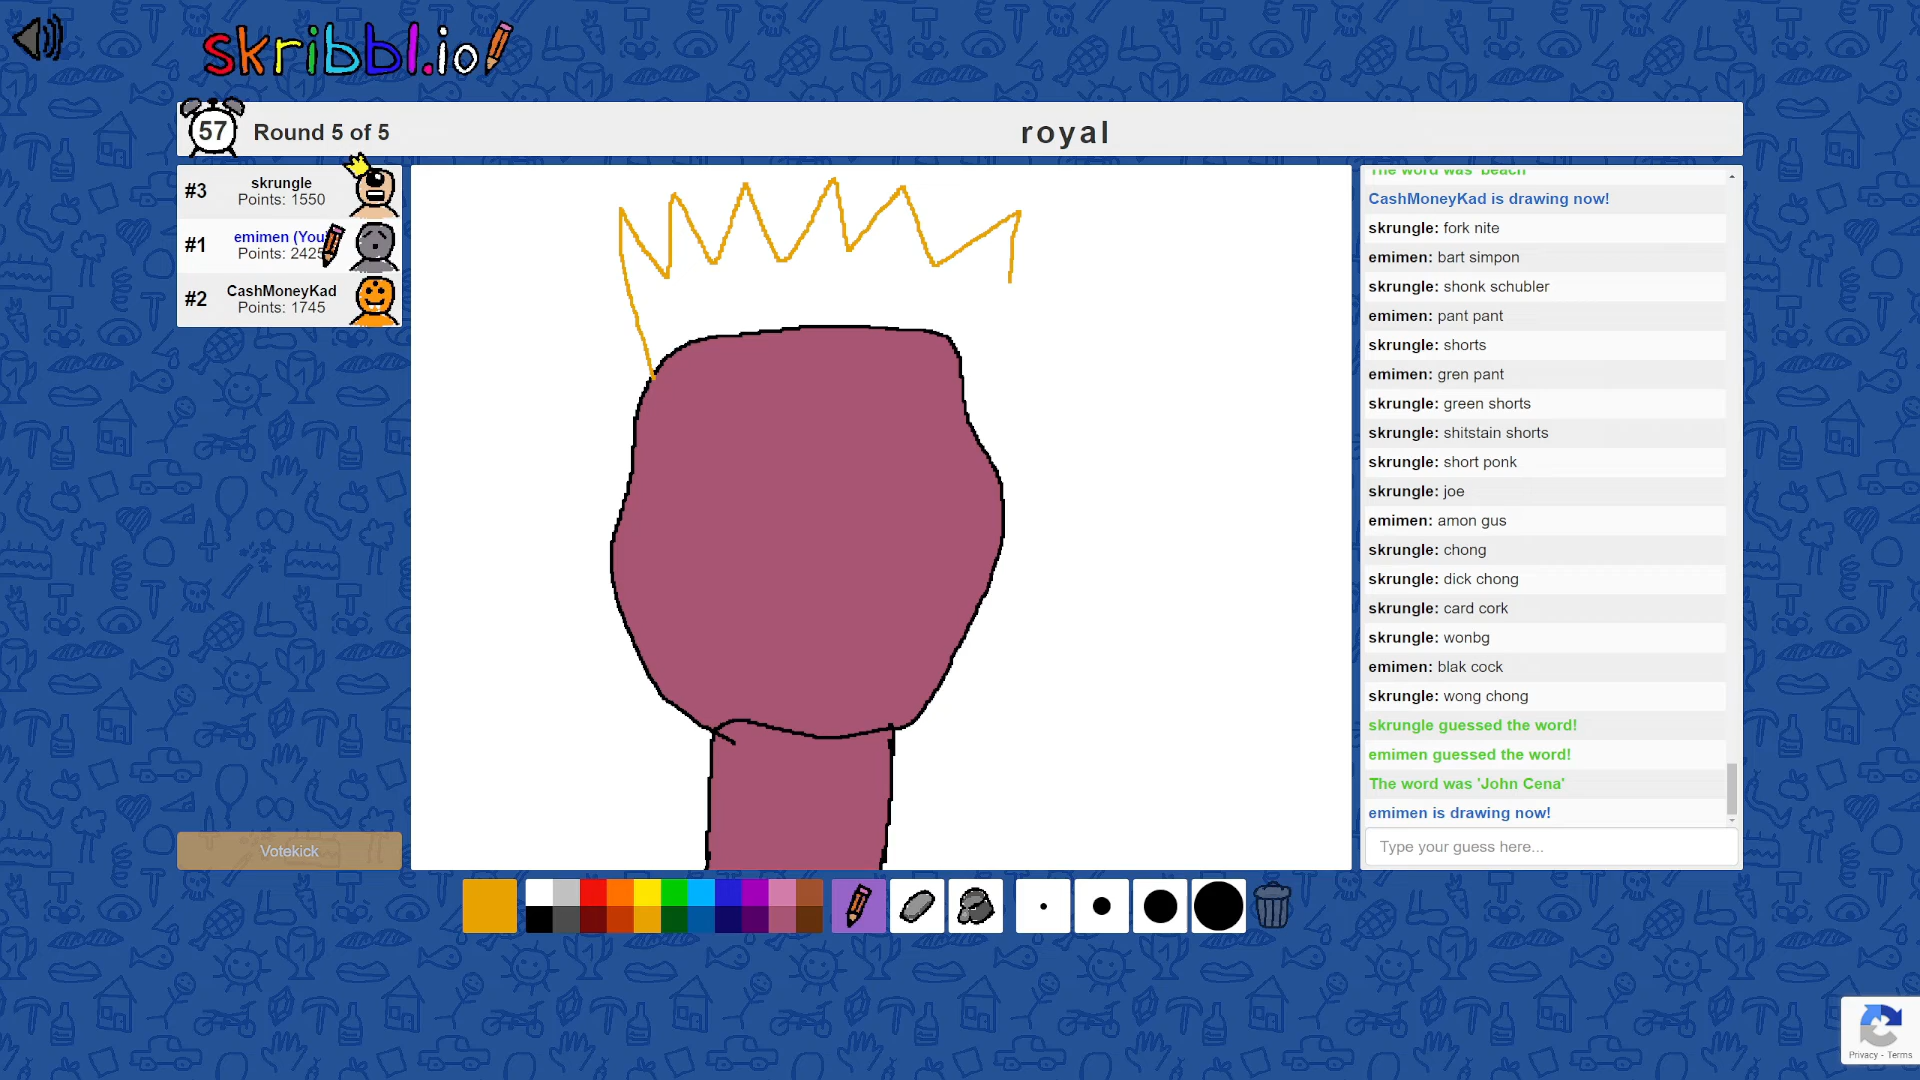 skribbl.io
57
Round 5 of 5
royal
#3
skrungle
Points: 1550
#1
emimen (You
Points: 2425
#2
CashMoneyKad
Points: 1745
Votekick
The word was 'beach'
CashMoneyKad is drawing now!
skrungle: fork nite
emimen: bart simpon
skrungle: shonk schubler
emimen: pant pant
skrungle: shorts
emimen: gren pant
skrungle: green shorts
skrungle: shitstain shorts
skrungle: short ponk
skrungle: joe
emimen: amon gus
skrungle: chong
skrungle: dick chong
skrungle: card cork
skrungle: wonbg
emimen: blak cock
skrungle: wong chong
skrungle guessed the word!
emimen guessed the word!
The word was 'John Cena'
emimen is drawing now!
Type your guess here...
Privacy - Terms